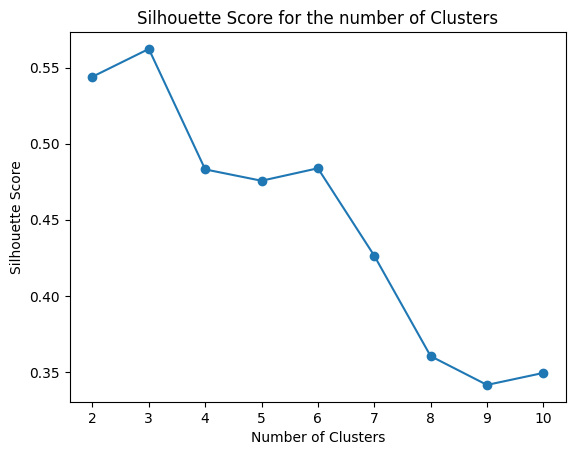 Silhouette Score for the number of Clusters
Silhouette Score
0.55
0.50
0.45
0.40
0.35
2 3 4 5 6 7 8 9 10
Number of Clusters